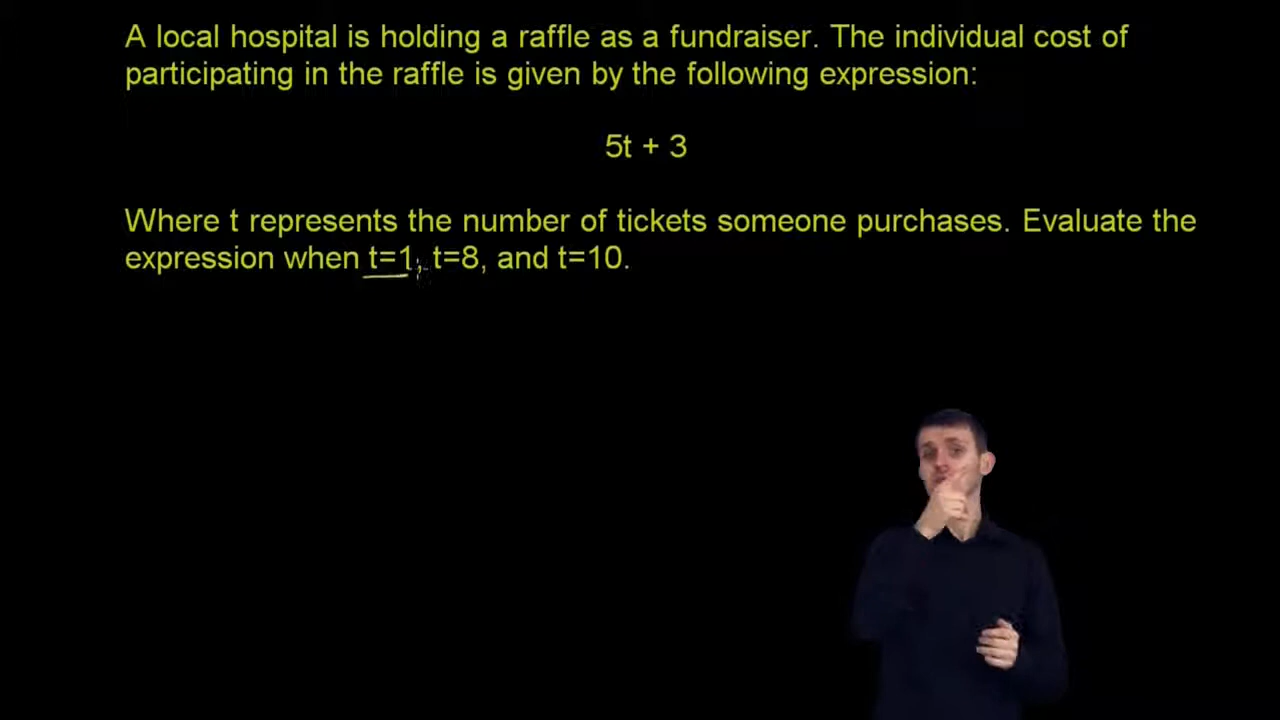 A local hospital is holding a raffle as a fundraiser. The individual cost of
participating in the raffle is given by the following expression:
5t + 3
Where t represents the number of tickets someone purchases. Evaluate the
expression when t=1, t=8, and t=10.